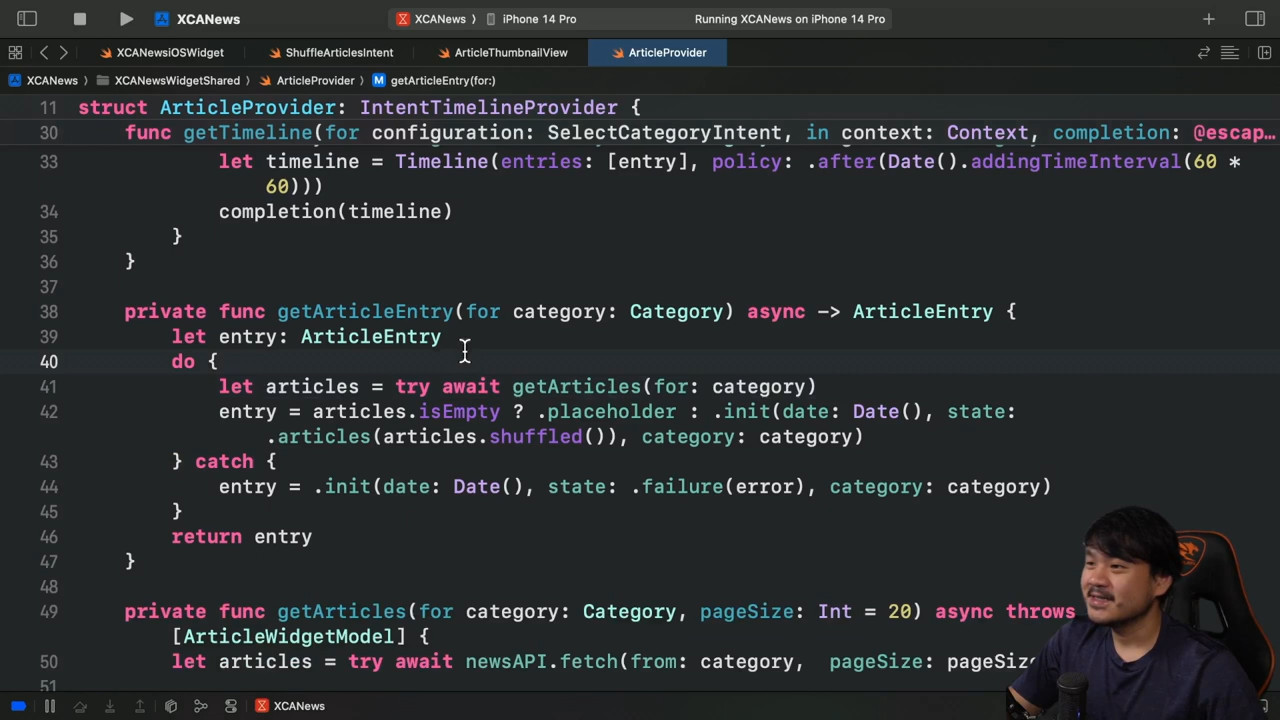 XCANews
XCANews 〉 iPhone 14 Pro
Running XCANews on iPhone 14 Pro
XCANewsiOSWidget
ShuffleArticlesIntent
ArticleThumbnailView
ArticleProvider
XCANews 〉 XCANewsWidgetShared 〉 ArticleProvider 〉 M getArticleEntry(for:)
11 struct ArticleProvider: IntentTimelineProvider {
30 func getTimeline(for configuration: SelectCategoryIntent, in context: Context, completion: @escap…
33 let timeline = Timeline(entries: [entry], policy: .after(Date().addingTimeInterval(60 *
60)))
34 completion(timeline)
35 }
36 }
37
38 private func getArticleEntry(for category: Category) async -> ArticleEntry {
39 let entry: ArticleEntry
40 do {
41 let articles = try await getArticles(for: category)
42 entry = articles.isEmpty ? .placeholder : .init(date: Date(), state:
.articles(articles.shuffled()), category: category)
43 } catch {
44 entry = .init(date: Date(), state: .failure(error), category: category)
45 }
46 return entry
47 }
48
49 private func getArticles(for category: Category, pageSize: Int = 20) async throws
[ArticleWidgetModel] {
50 let articles = try await newsAPI.fetch(from: category, pageSize: pageSize
51
XCANews